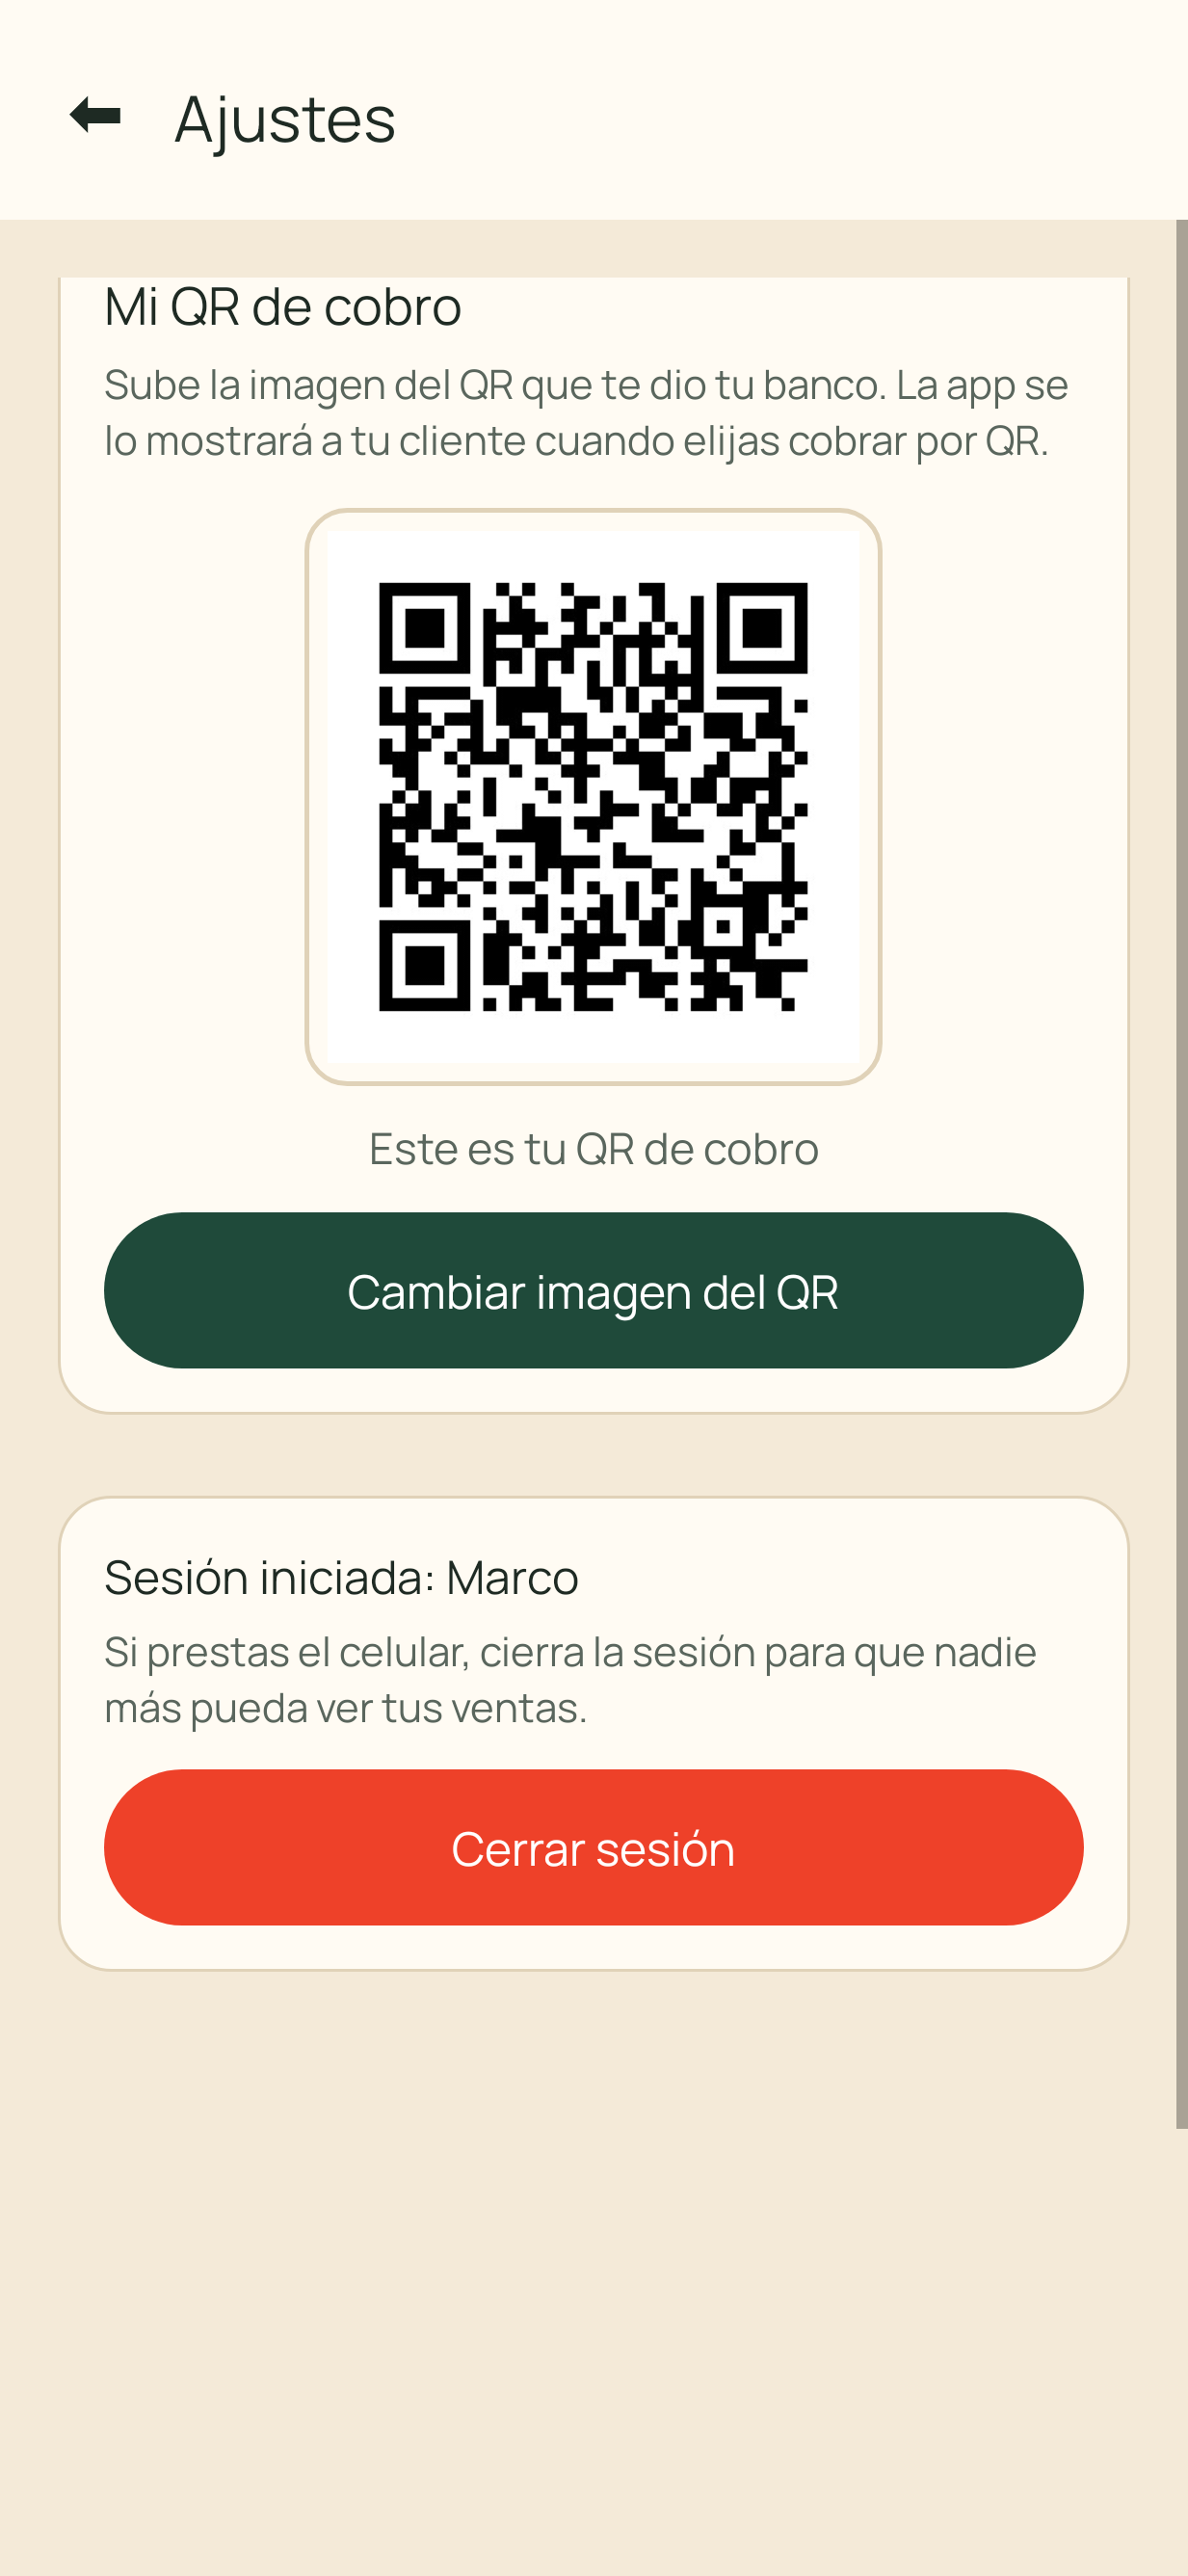 Ajustes
Mi QR de cobro
Sube la imagen del QR que te dio tu banco. La app se
lo mostrará a tu cliente cuando elijas cobrar por QR.
Este es tu QR de cobro
Cambiar imagen del QR
Sesión iniciada: Marco
Si prestas el celular, cierra la sesión para que nadie
más pueda ver tus ventas.
Cerrar sesión